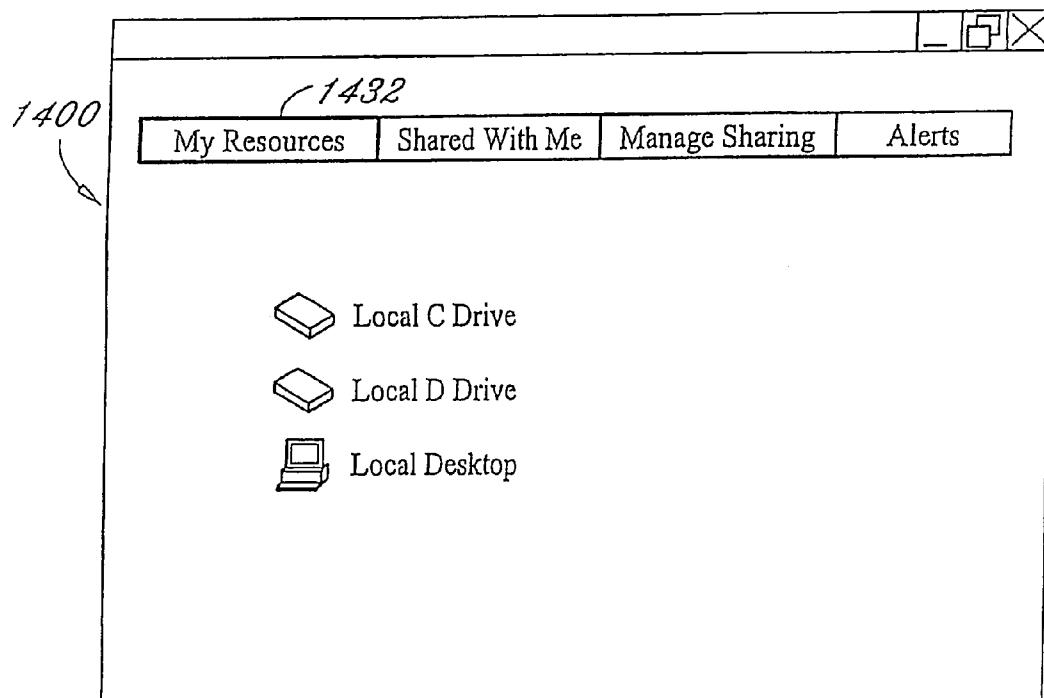 1432
1400
My Resources Shared With Me Manage Sharing Alerts
Local C Drive
Local D Drive
Local Desktop